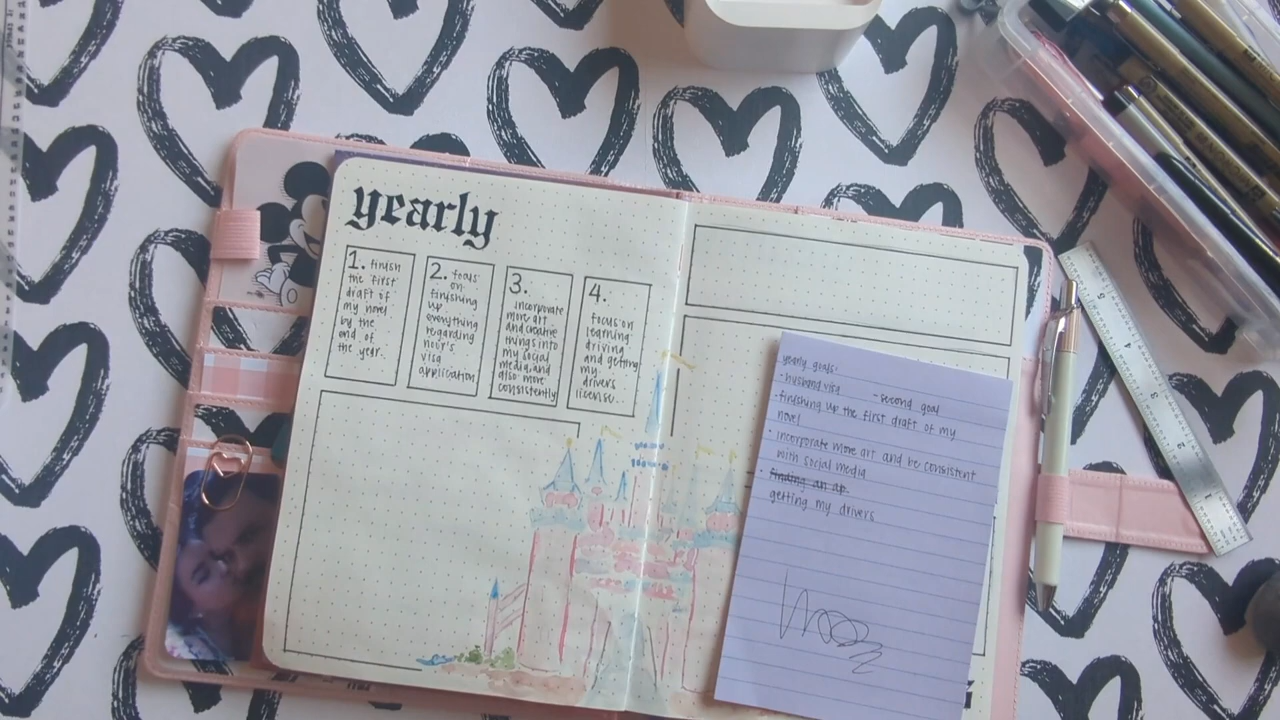 yearly
1. finish
the first
draft of
my novel
by the
end of
the year.
2. focus
on
finishing
up
everything
regarding
visa
application
3.
incorporate
more art
and creative
things into
my social
media, and
also more
consistently
4.
focus on
learning
driving
and getting
my
drivers
license..
yearly goals:
· husband visa - second goal
· finishing up the first draft of my
novel
· incorporate more art and be consistent
with social media
· finding an ap.
getting my drivers
5
3
2
1